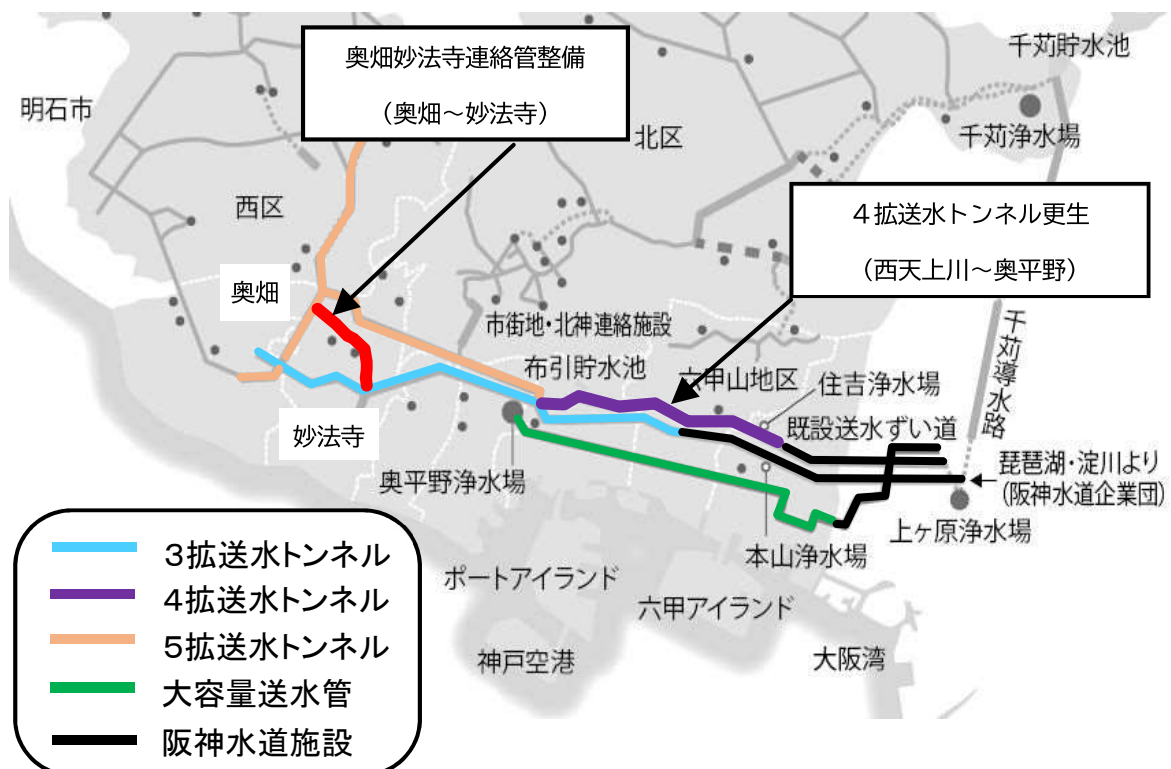 奥畑妙法寺連絡管整備
（奥畑～妙法寺）
千苅貯水池
明石市
北区
千苅浄水場
西区
４拡送水トンネル更生
（西天上川～奥平野）
奥畑
市街地・北神連絡施設
布引貯水池
六甲山地区
住吉浄水場
千苅導水路
既設送水ずい道
妙法寺
奥平野浄水場
琵琶湖・淀川より
（阪神水道企業団）
上ヶ原浄水場
本山浄水場
ポートアイランド
六甲アイランド
神戸空港
大阪湾
３拡送水トンネル
４拡送水トンネル
５拡送水トンネル
大容量送水管
阪神水道施設